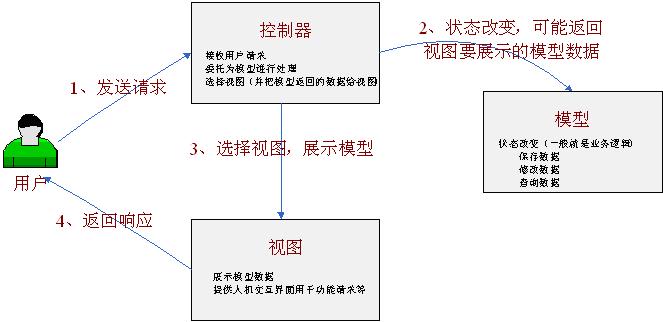 控制器
接收用户请求
委托为模型进行处理
选择视图（并把模型返回的数据给视图）
2、状态改变，可能返回
视图要展示的模型数据
1、发送请求
模型
状态改变（一般就是业务逻辑）
保存数据
修改数据
查询数据
3、选择视图，展示模型
用户
4、返回响应
视图
展示模型数据
提供人机交互界面用于功能请求等